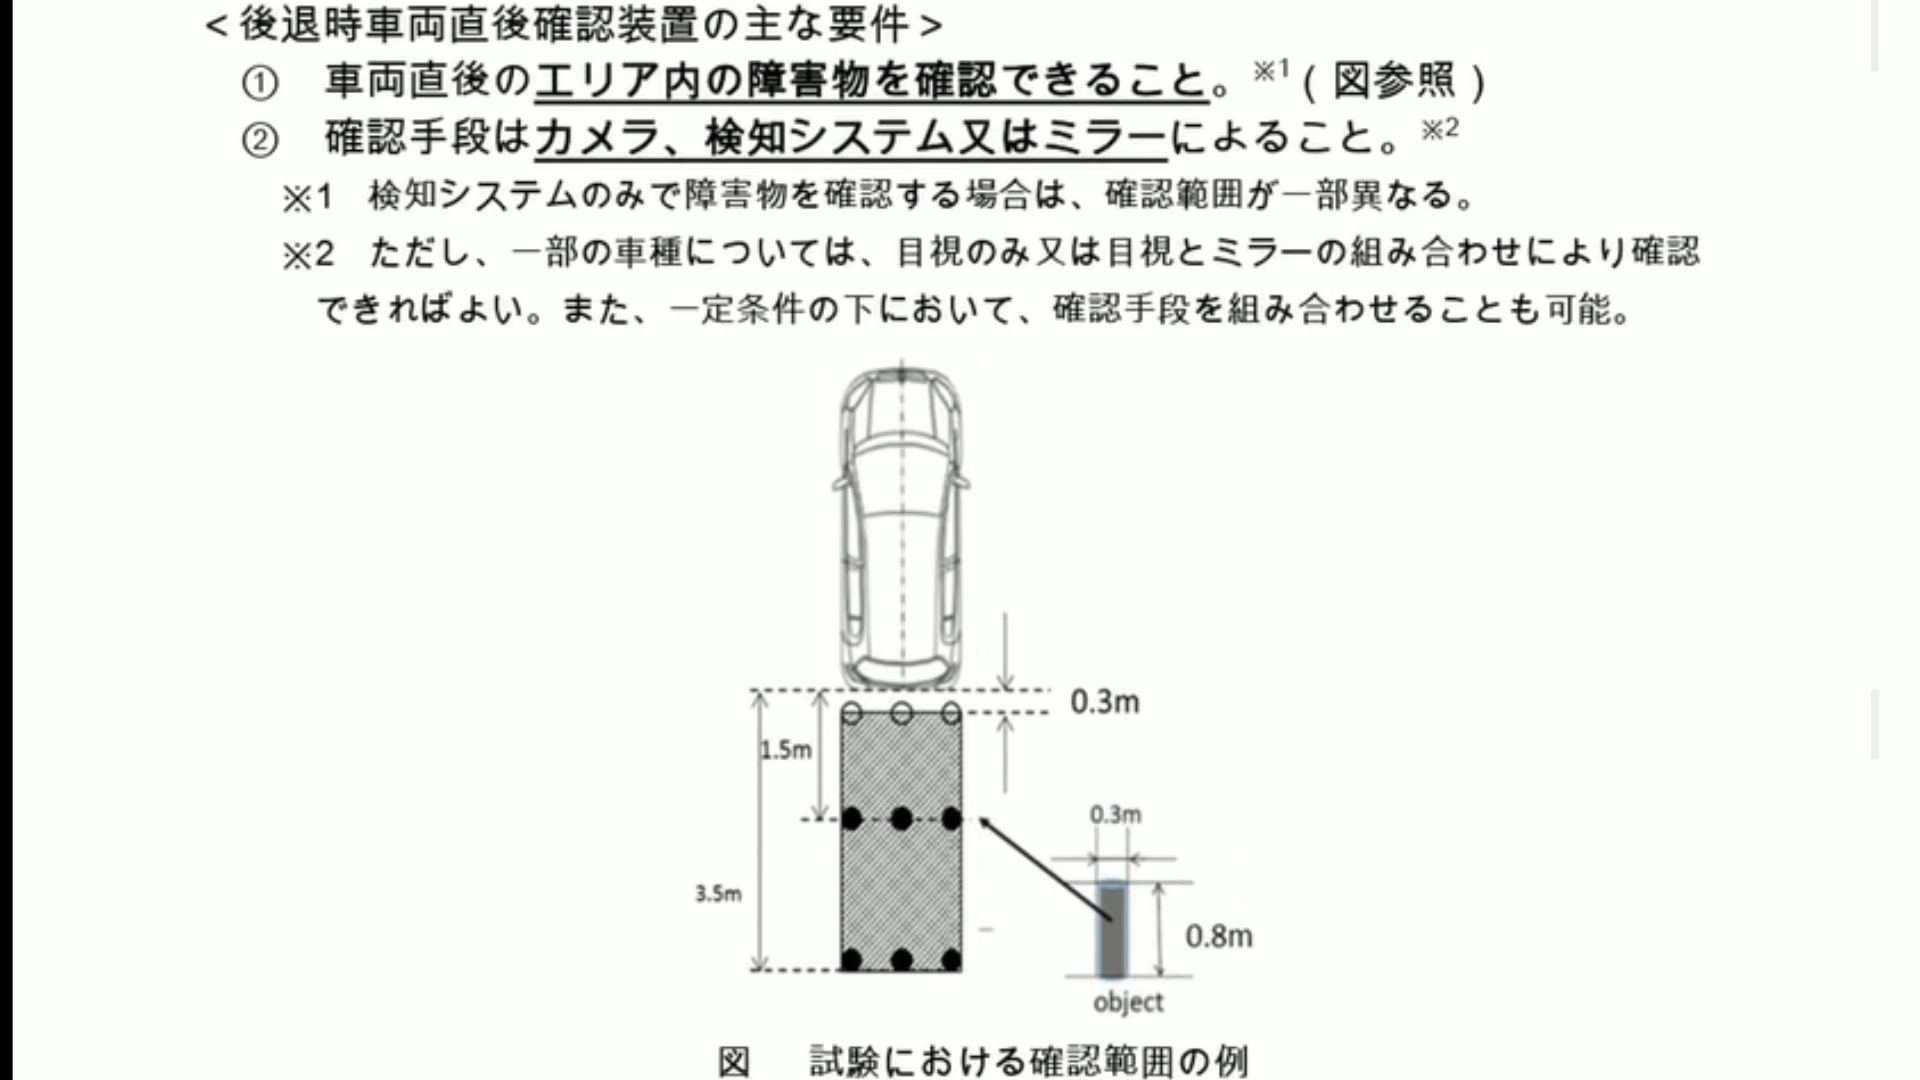 ＜後退時車両直後確認装置の主な要件＞
① 車両直後のエリア内の障害物を確認できること。※1(図参照)
② 確認手段はカメラ、検知システム又はミラーによること。※2
※1 検知システムのみで障害物を確認する場合は、確認範囲が一部異なる。
※2 ただし、一部の車種については、目視のみ又は目視とミラーの組み合わせにより確認
できればよい。また、一定条件の下において、確認手段を組み合わせることも可能。
0.3m
1.5m
0.3m
3.5m
0.8m
object
図 試験における確認範囲の例